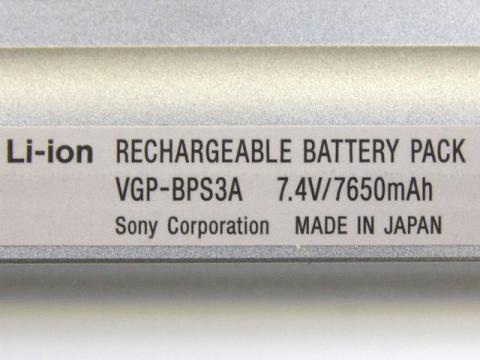 Li-ion RECHARGEABLE BATTERY PACK
VGP-BPS3A 7.4V/7650mAh
Sony Corporation MADE IN JAPAN